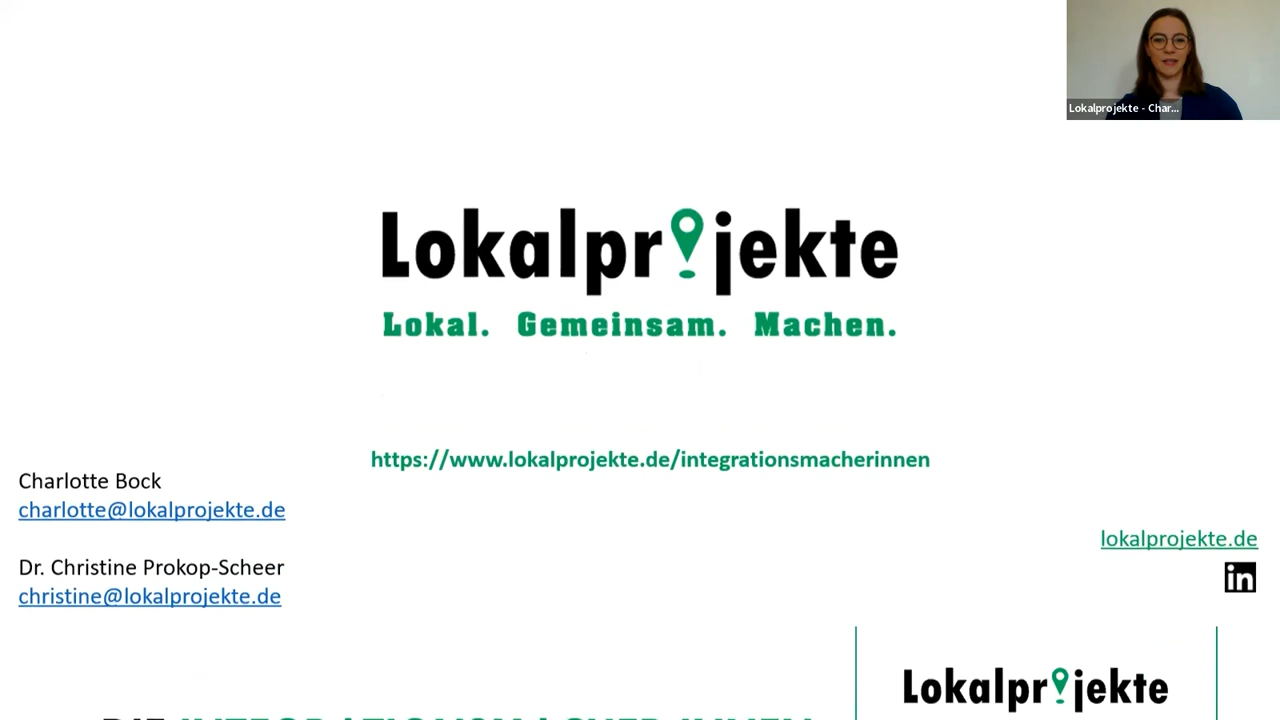 Lokalprojekte - Char...
Lokalprojekte
Lokal. Gemeinsam. Machen.
https://www.lokalprojekte.de/integrationsmacherinnen
Charlotte Bock
charlotte@lokalprojekte.de
lokalprojekte.de
in
Dr. Christine Prokop-Scheer
christine@lokalprojekte.de
Lokalprojekte